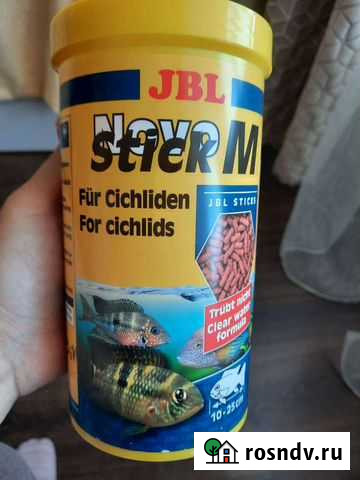 JBL
Novo
Stick M
Für Cichliden
For cichlids
JBL STICKS
Trübt nicht
Clear water
formula
10-25 cm
rosndv.ru